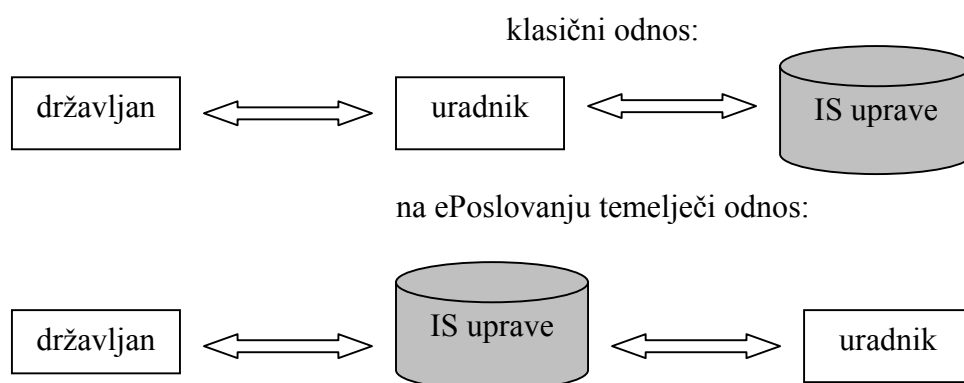 klasični odnos:
državljan
uradnik
IS uprave
na ePoslovanju temelječi odnos:
državljan
IS uprave
uradnik